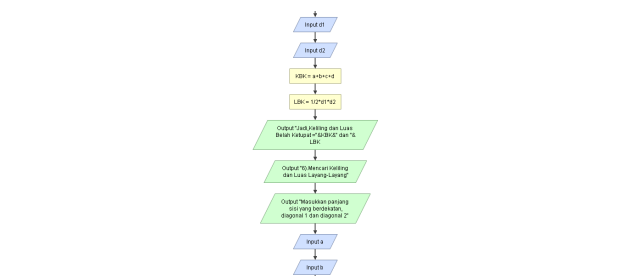 Input d1
Input d2
KBK = a+b+c+d
LBK = 1/2*d1*d2
Output "Jadi,Keliling dan Luas
Belah Ketupat ="&KBK&" dan "&
LBK
Output "6).Mencari Keliling
dan Luas Layang-Layang"
Output "Masukkan panjang
sisi yang berdekatan,
diagonal 1 dan diagonal 2"
Input a
Input b